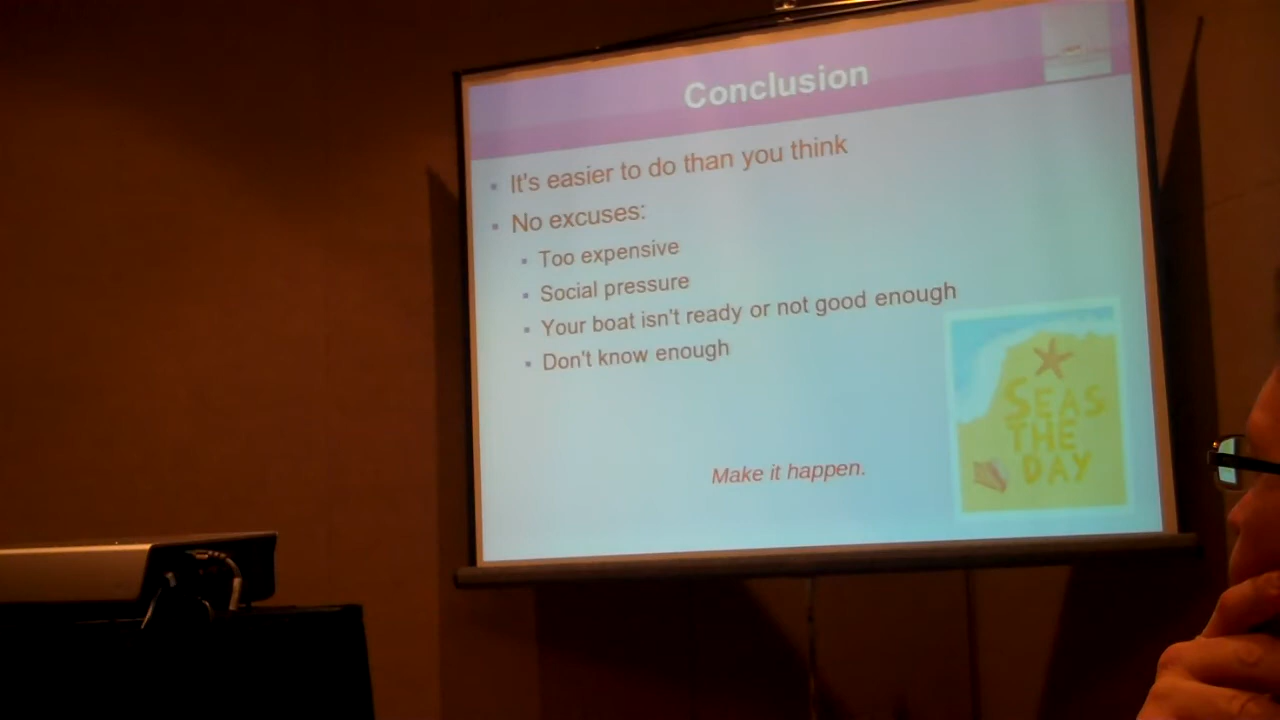 Conclusion
It's easier to do than you think
No excuses:
Too expensive
Social pressure
Your boat isn't ready or not good enough
Don't know enough
Make it happen.
SEAS
THE
DAY